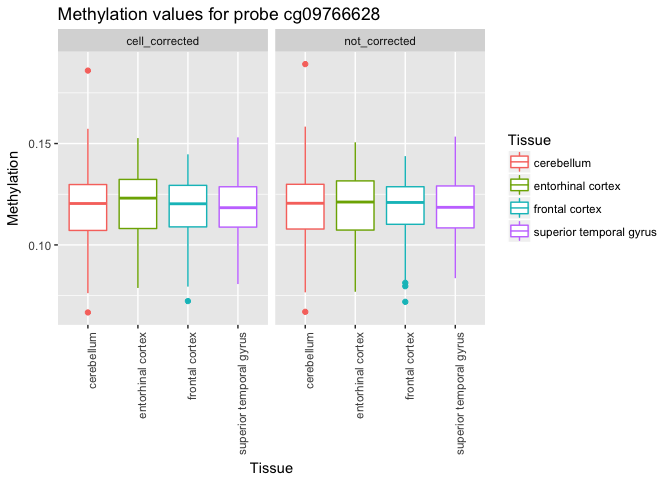 Methylation values for probe cg09766628
cell_corrected
not_corrected
Methylation
0.15
0.10
cerebellum
entorhinal cortex
frontal cortex
superior temporal gyrus
cerebellum
entorhinal cortex
frontal cortex
superior temporal gyrus
Tissue
Tissue
cerebellum
entorhinal cortex
frontal cortex
superior temporal gyrus